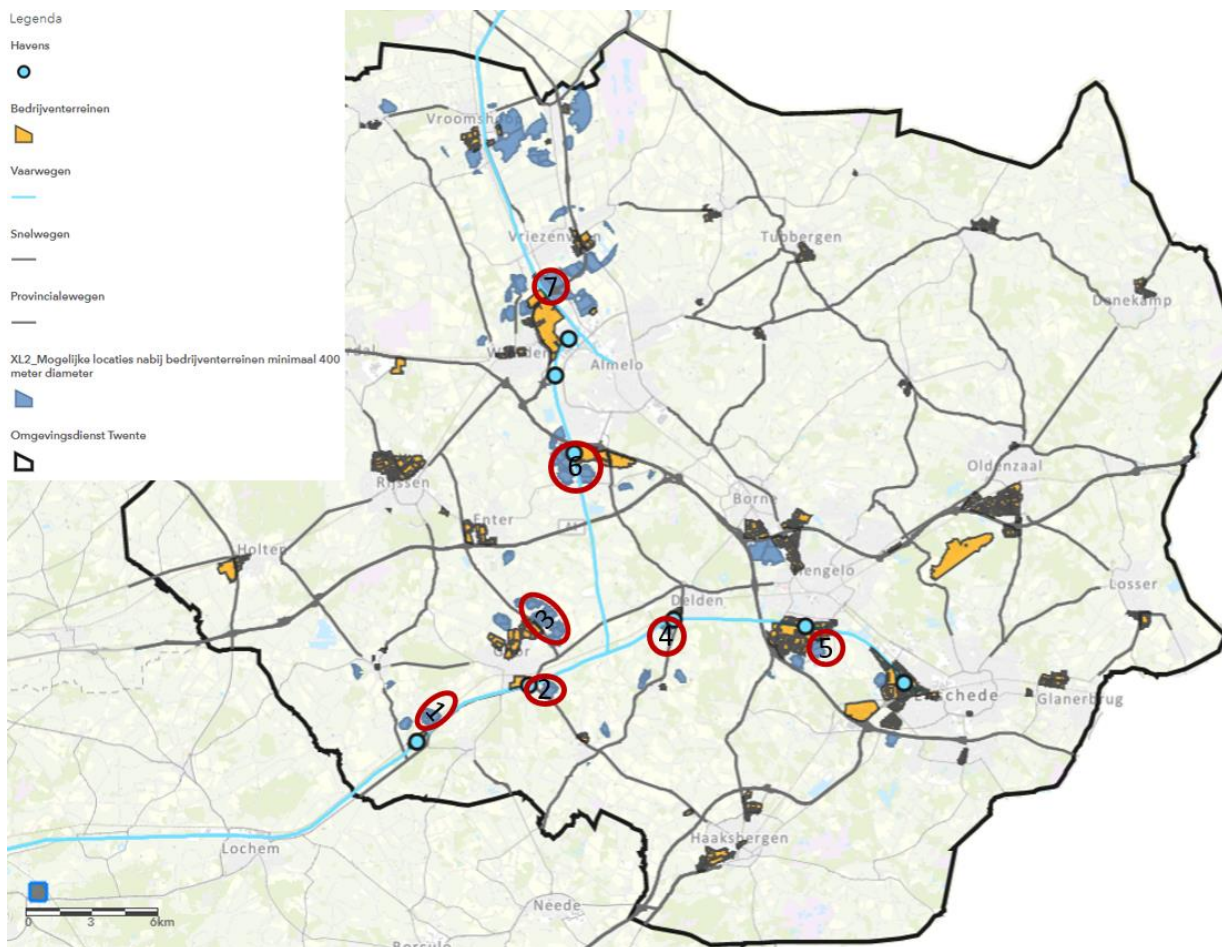 Legenda
Havens
Bedrijventerreinen
Vaarwegen
Snelwegen
Provincialewegen
XL2_Mogelijke locaties nabij bedrijventerreinen minimaal 400
meter diameter
Omgevingsdienst Twente
Vroomshoop
Vriezenveen
Tubbergen
Denekamp
7
Wierden
Almelo
6
Oldenzaal
Rijssen
Borne
Enter
Holten
Hengelo
Losser
Delden
3
4
5
Goor
2
1
Enschede
Glanerbrug
Haaksbergen
Lochem
Neede
0 3 6km